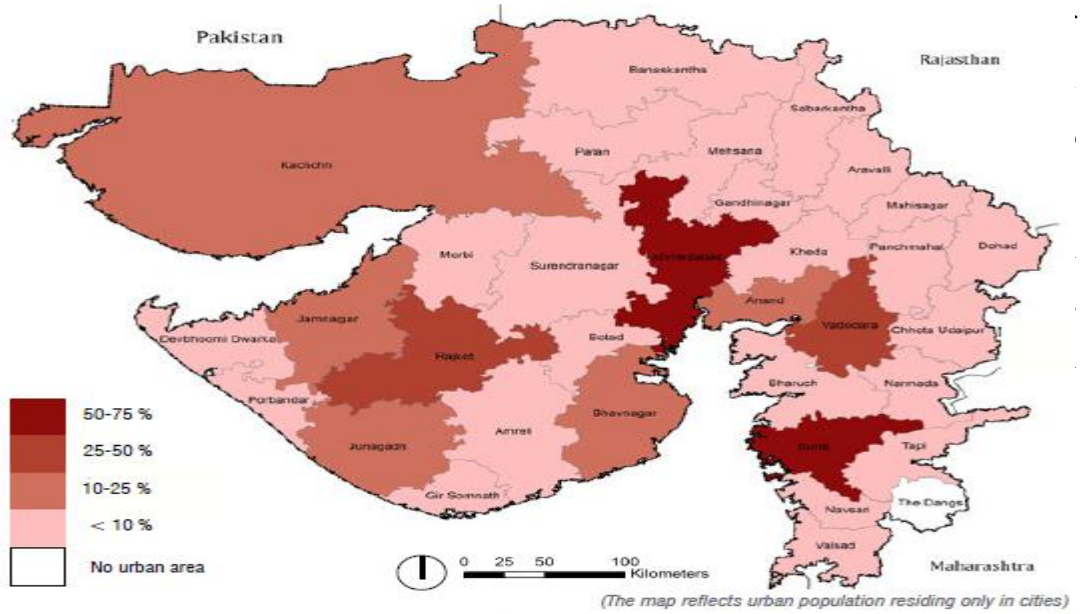 Pakistan
Rajasthan
Banaskantha
Sabarkantha
Patan
Mehsana
Kachchh
Aravalli
Gandhinagar
Mahisagar
Morbi
Surendranagar
Ahmedabad
Kheda
Panchmahal
Dohad
Jamnagar
Anand
Vadodara
Chhota Udaipur
Devbhoomi Dwarka
Rajkot
Botad
Bharuch
Narmada
Porbandar
Bhavnagar
Junagadh
Amreli
Surat
Tapi
Gir Somnath
The Dangs
Navsari
Valsad
Maharashtra
50-75 %
25-50 %
10-25 %
< 10 %
No urban area
0 25 50 100
Kilometers
(The map reflects urban population residing only in cities)